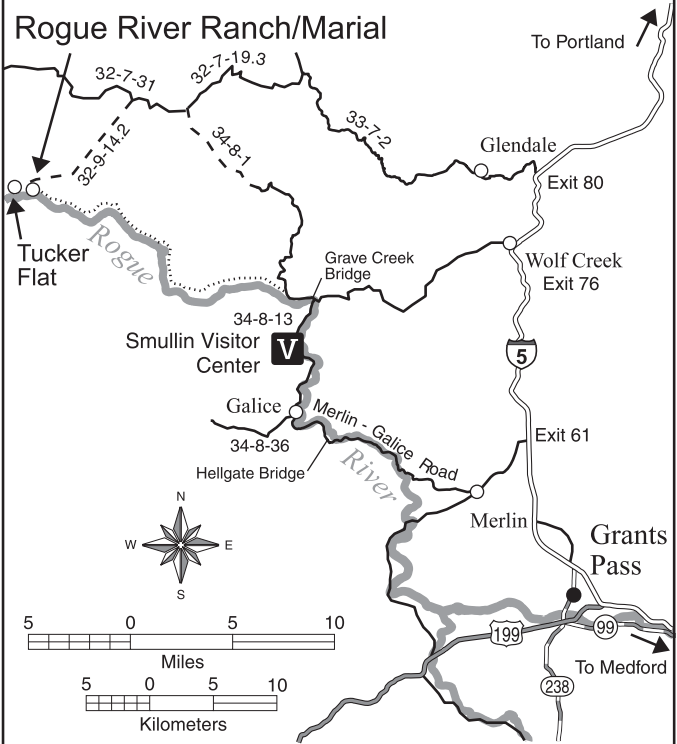 Rogue River Ranch/Marial
To Portland
32-7-31
32-7-19.3
33-7-2
32-9-14.2
34-8-1
Glendale
Exit 80
Tucker
Flat
Rogue
Grave Creek
Bridge
Wolf Creek
Exit 76
34-8-13
Smullin Visitor
Center
V
5
Galice
Merlin - Galice Road
34-8-36
Hellgate Bridge
River
Exit 61
Merlin
Grants
Pass
N
W
E
S
199
99
To Medford
238
5 0 5 10
Miles
5 0 5 10
Kilometers